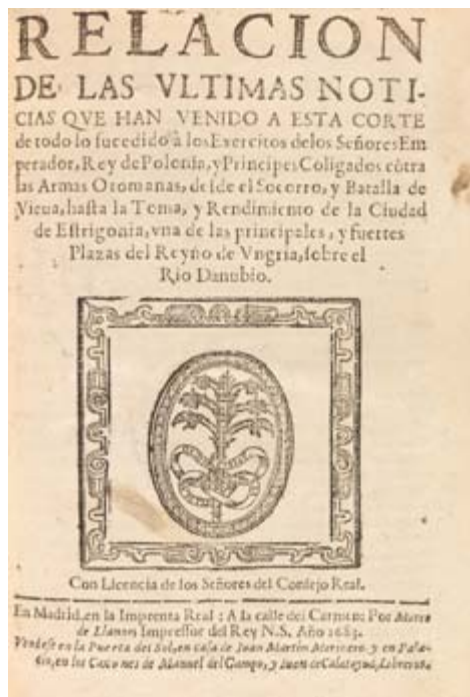 RELACION
DE LAS VLTIMAS NOTI-
CIAS QVE HAN VENIDO A ESTA CORTE
de todo lo sucedido à los Exercitos de los Señores Em
perador, Rey de Polonia, y Principes Coligados cõtra
las Armas Otomanas, desde el Socorro, y Batalla de
Viena, hasta la Toma, y Rendimiento de la Ciudad
de Estrigonia, vna de las principales, y fuertes
Plazas del Reyno de Vngria, sobre el
Rio Danubio.
Con Licencia de los Señores del Consejo Real.
En Madrid, en la Imprenta Real: A la calle del Carmen: Por Mateo
de Llanos Impressor del Rey N.S. Año 1683.
Vendese en la Puerta del Sol, en casa de Juan Martin Merinero y en Pala-
cio, en los Caxones de Manuel del Campo, y Juan de Calatayud, Libreros.